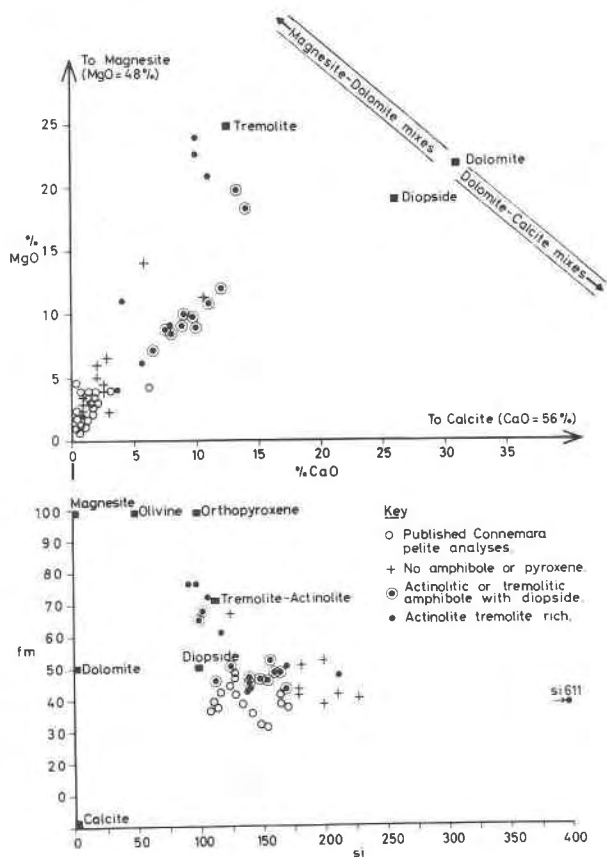 To Magnesite
(MgO = 48%)
Magnesite-Dolomite mixes
25
Tremolite
Dolomite
Dolomite-Calcite mixes
20
Diopside
%
MgO
15
10
5
0
To Calcite (CaO = 56%)
0
5
10
15
20
25
30
35
%CaO
Magnesite
Olivine
Orthopyroxene
100
90
80
70
Tremolite-Actinolite
60
fm
Diopside
50
Dolomite
40
30
20
10
0
Calcite
Key
Published Connemara
pelite analyses.
No amphibole or pyroxene.
Actinolitic or tremolitic
amphibole with diopside.
Actinolite tremolite rich.
si 611
0
50
100
150
200
250
300
350
400
si